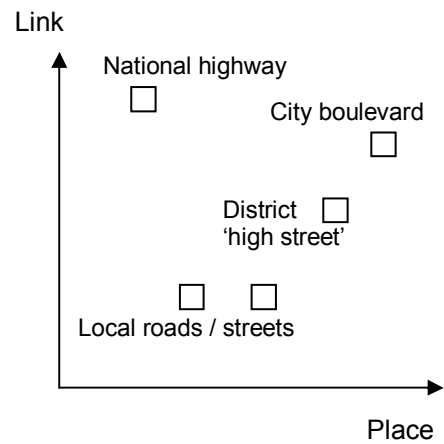 Link
National highway
City boulevard
District
‘high street’
Local roads / streets
Place